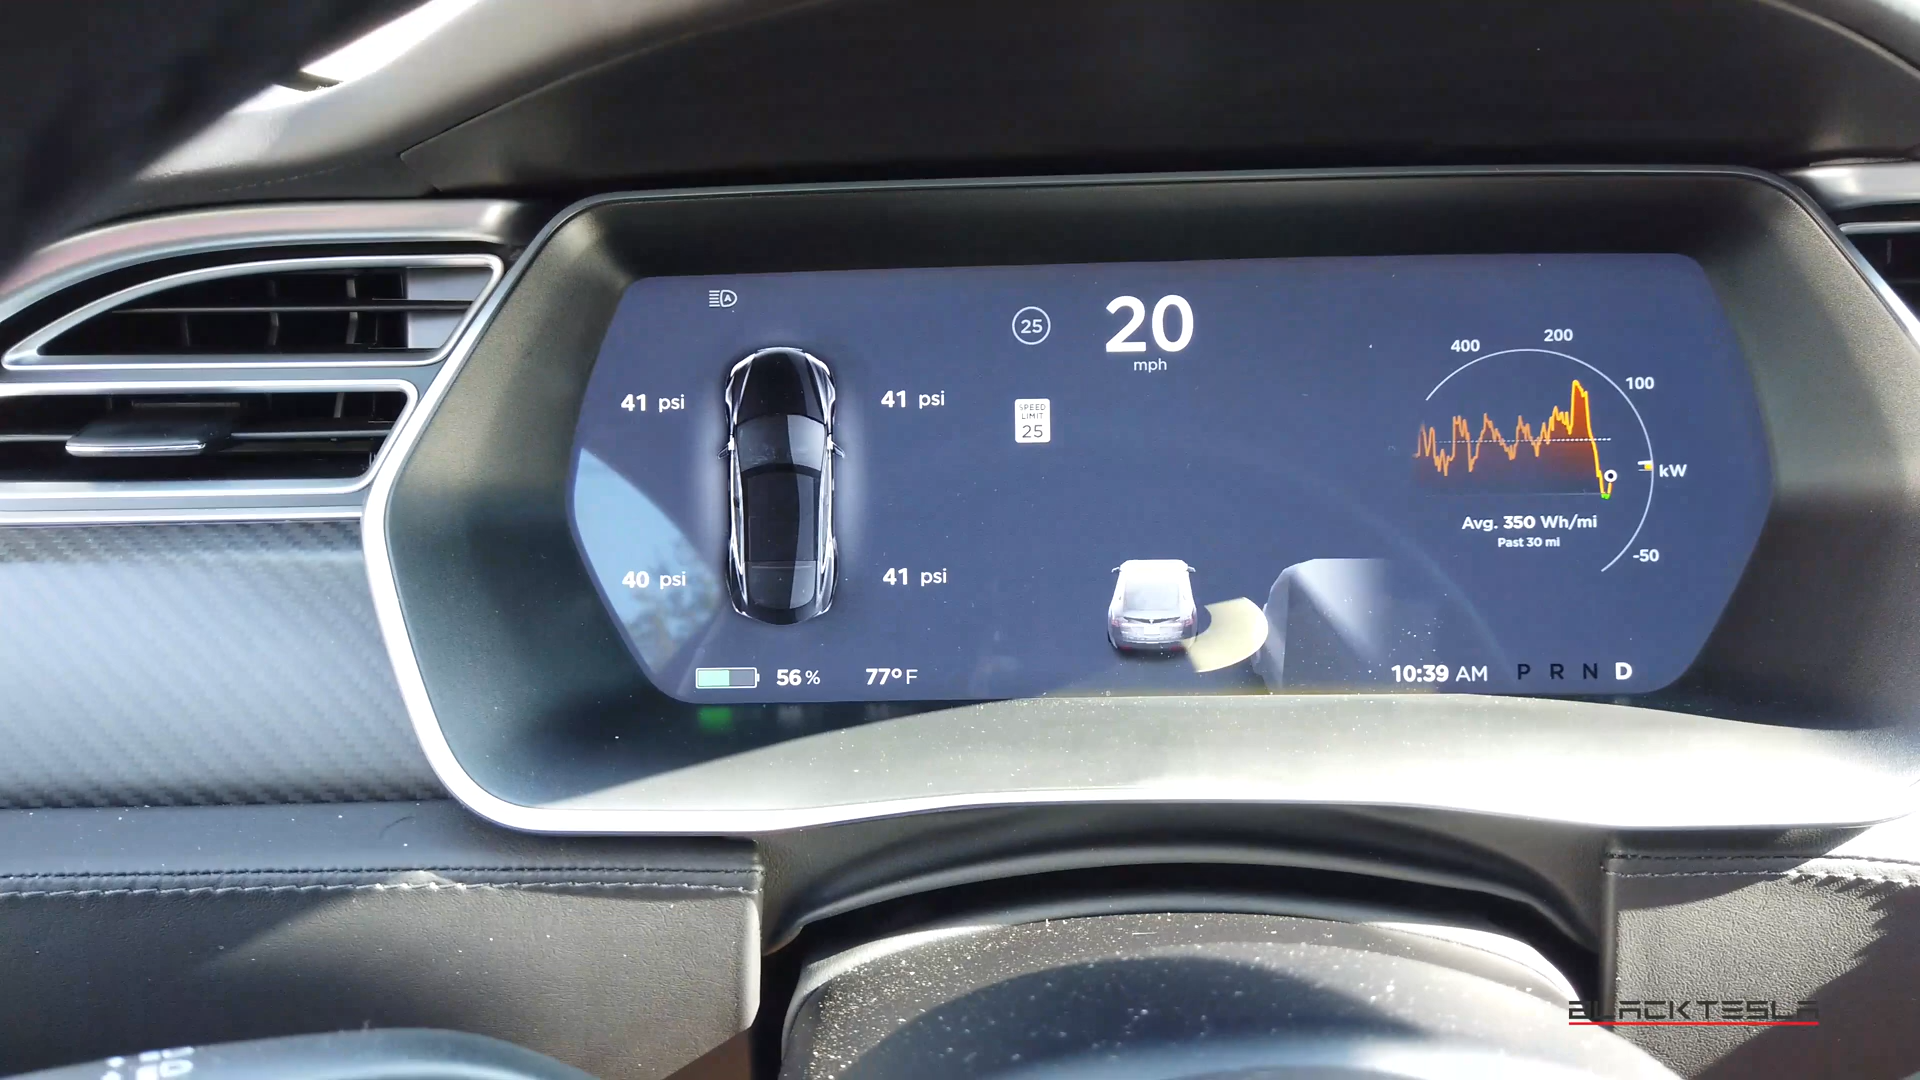 A
25
20
mph
41 psi
41 psi
SPEED
LIMIT
25
40 psi
41 psi
400
200
100
kW
-50
Avg. 350 Wh/mi
Past 30 mi
56 %
77°F
10:39 AM
P R N D
BLACKTESLA